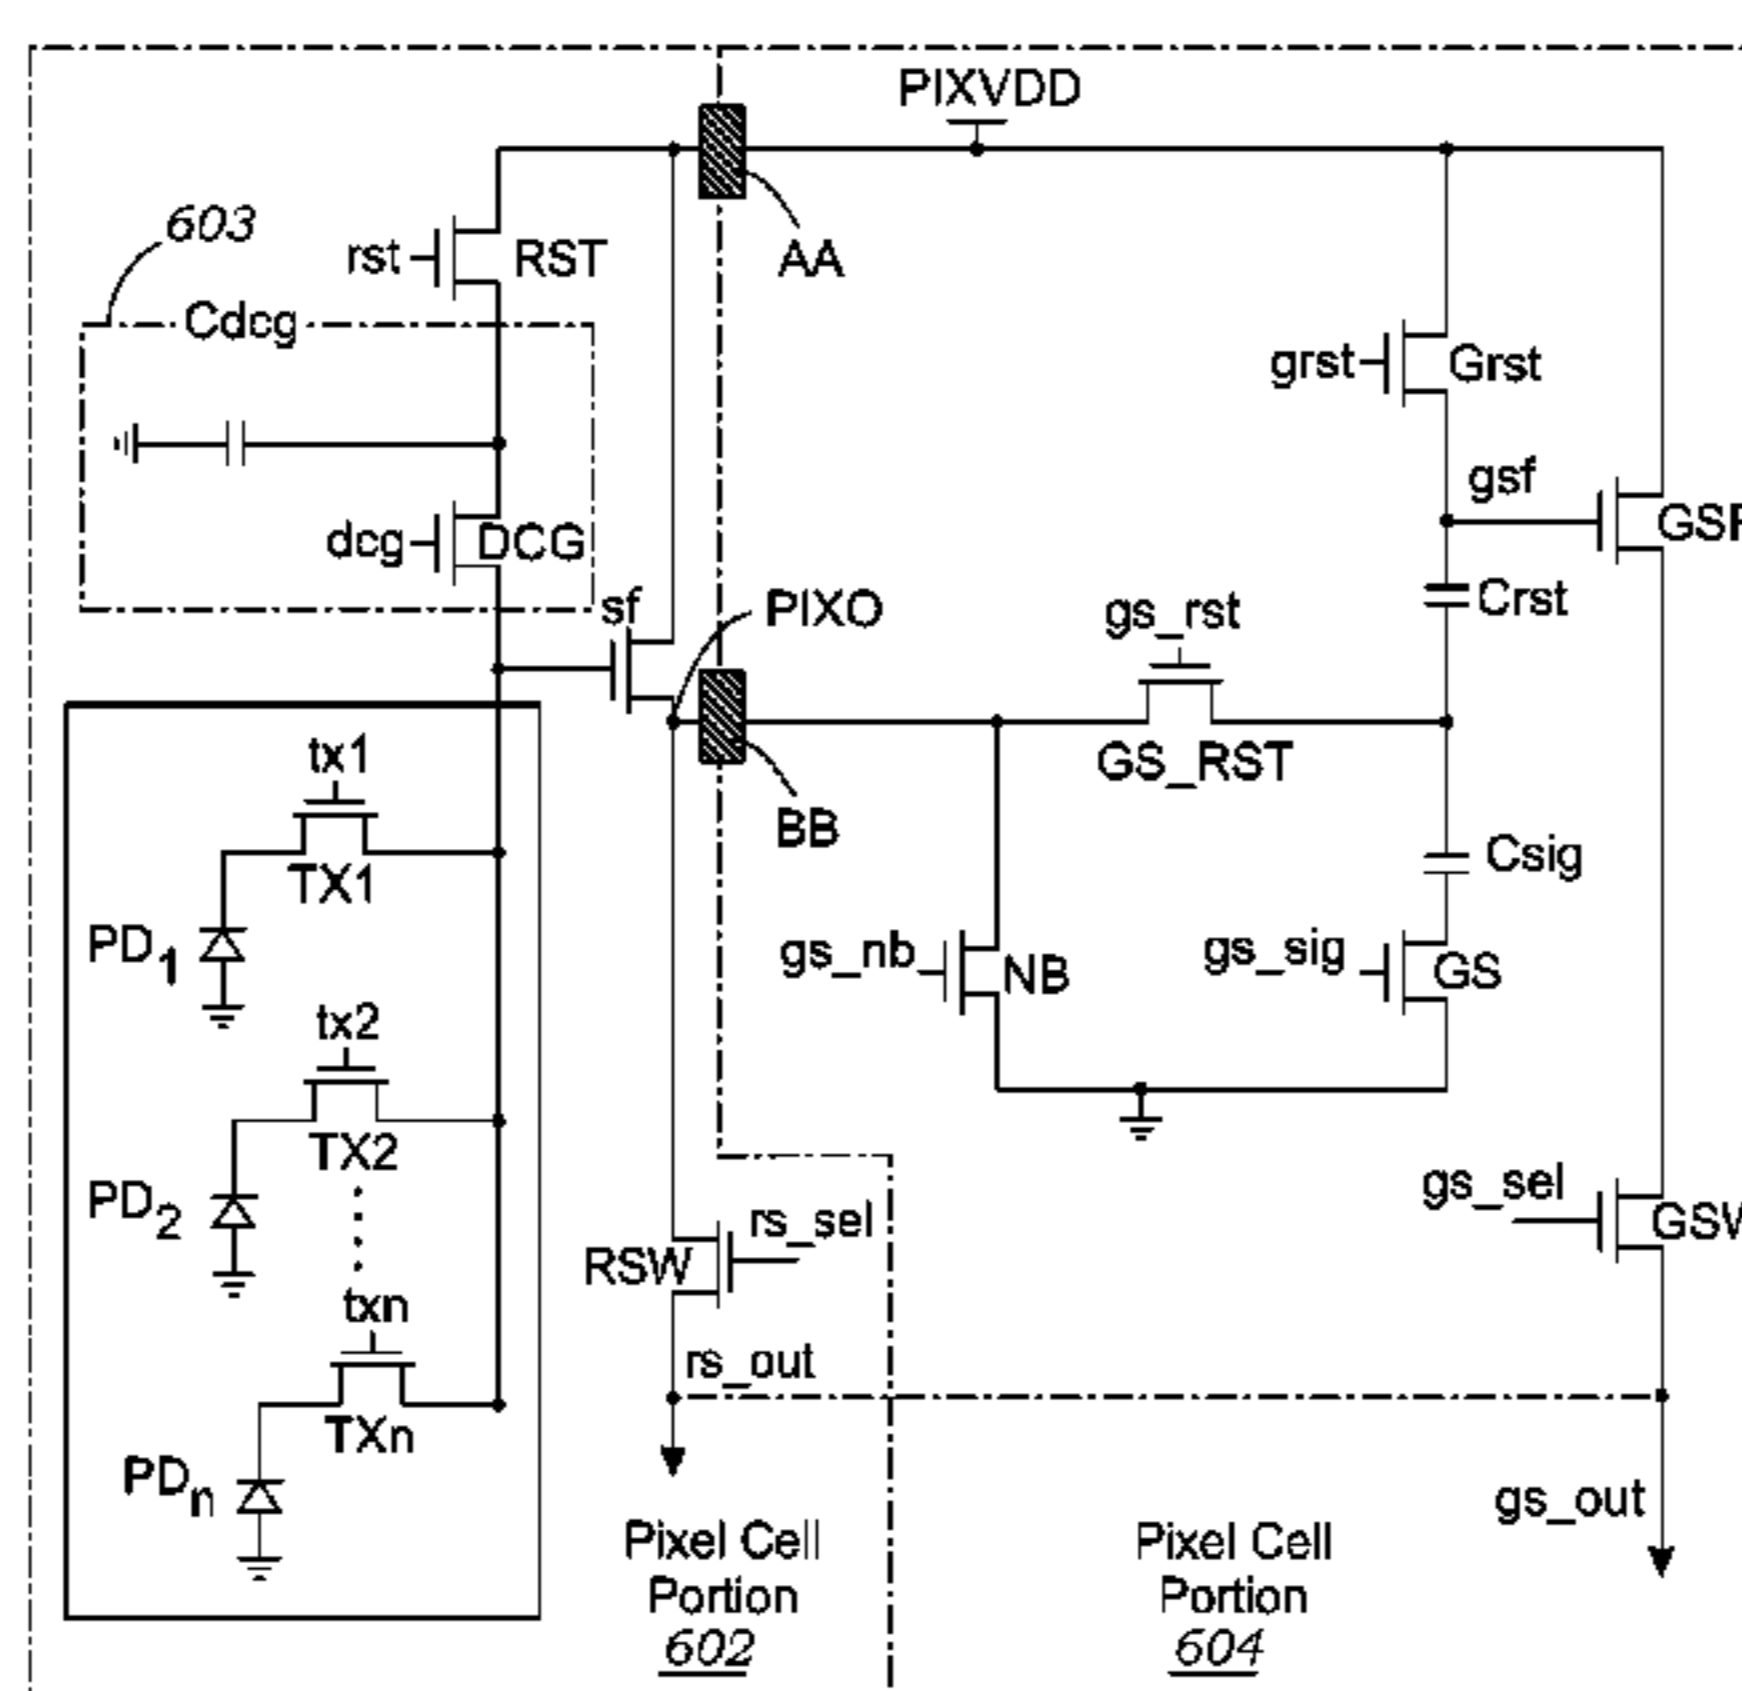 PIXVDD
603
rst
RST
AA
Cdcg
grst
Grst
gsf
dcg
DCG
sf
PIXO
gs_rst
Crst
GS_RST
BB
tx1
TX1
PD1
Csig
gs_nb
NB
gs_sig
GS
tx2
TX2
PD2
gs_sel
rs_sel
RSW
txn
TXn
PDn
rs_out
gs_out
Pixel Cell
Portion
602
Pixel Cell
Portion
604